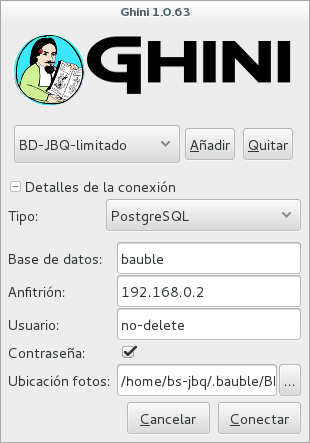 Ghini 1.0.63
GHINI
BD-JBQ-limitado Añadir Quitar
Detalles de la conexión
Tipo: PostgreSQL
Base de datos: bauble
Anfitrión: 192.168.0.2
Usuario: no-delete
Contraseña:
Ubicación fotos: /home/bs-jbq/.bauble/BI ...
Cancelar Conectar